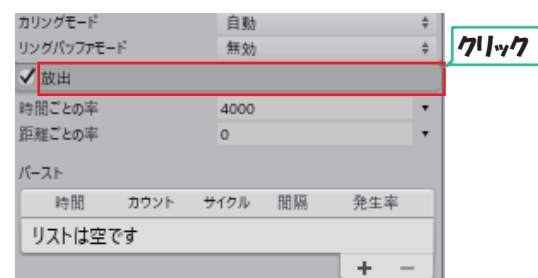 カリングモード 自動
リングバッファモード 無効
クリック
放出
時間ごとの率 4000
距離ごとの率 0
バースト
時間 カウント サイクル 間隔 発生率
リストは空です
+ −